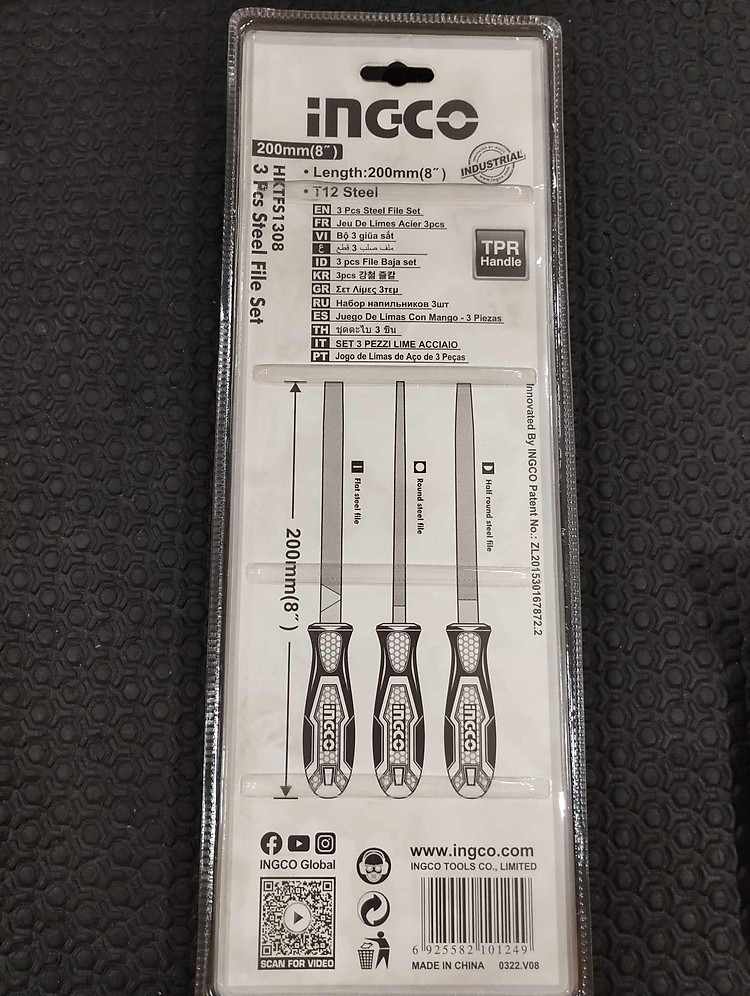 INGCO
200mm(8″)
• Length:200mm(8″)
• T12 Steel
INDUSTRIAL
HKTFS1308
3 Pcs Steel File Set
TPR
Handle
EN 3 Pcs Steel File Set
FR Jeu De Limes Acier 3pcs
VI Bộ 3 giũa sắt
ع ملف صلب 3 قطع
ID 3 pcs File Baja set
KR 3pcs 강철 줄칼
GR Σετ Λίμες 3τεμ
RU Набор напильников 3шт
ES Juego De Limas Con Mango - 3 Piezas
TH ชุดตะไบ 3 ชิ้น
IT SET 3 PEZZI LIME ACCIAIO
PT Jogo de Limas de Aço de 3 Peças
200mm(8″)
Flat steel file
Round steel file
Half round steel file
Innovated By INGCO Patent No.: ZL201530167872.2
INGCO
INGCO
INGCO
INGCO Global
SCAN FOR VIDEO
www.ingco.com
INGCO TOOLS CO., LIMITED
6 925582 101249
MADE IN CHINA 0322.V08